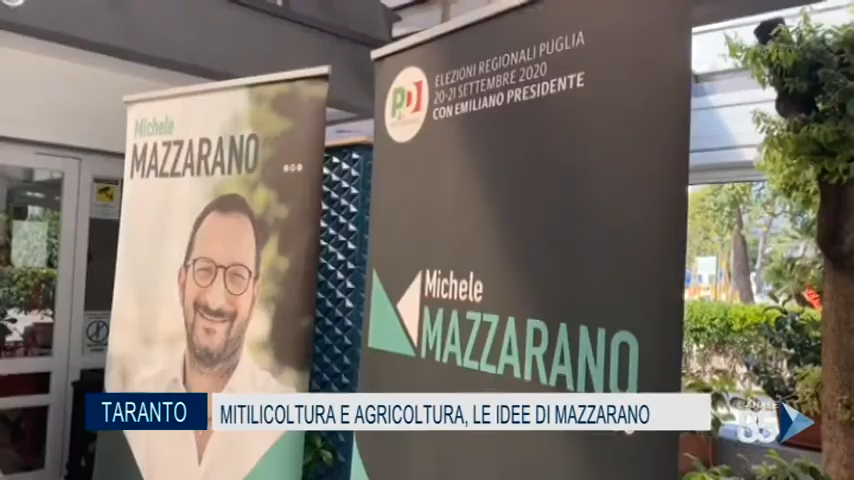 Michele
MAZZARANO
PD
ELEZIONI REGIONALI PUGLIA
20-21 SETTEMBRE 2020
CON EMILIANO PRESIDENTE
Michele
MAZZARANO
TARANTO
MITILICOLTURA E AGRICOLTURA, LE IDEE DI MAZZARANO